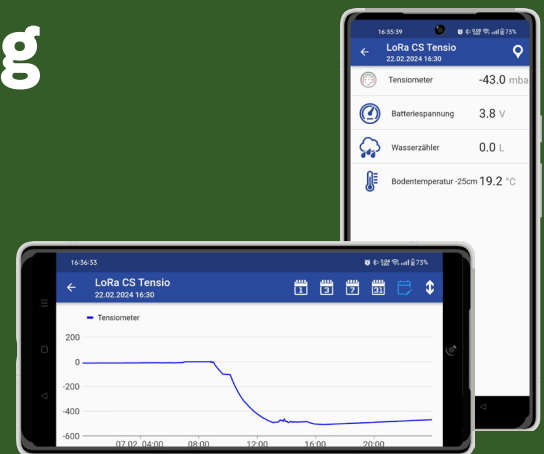 g
16:35:59
73%
LoRa CS Tensio
22.02.2024 16:30
Tensiometer -43.0 mba
Batteriespannung 3.8 V
Wasserzähler 0.0 L
Bodentemperatur -25cm 19.2 °C
16:36:33
73%
LoRa CS Tensio
22.02.2024 16:30
1 3 7 31
Tensiometer
200
0
-200
-400
-600
07.02. 04:00 08:00 12:00 16:00 20:00